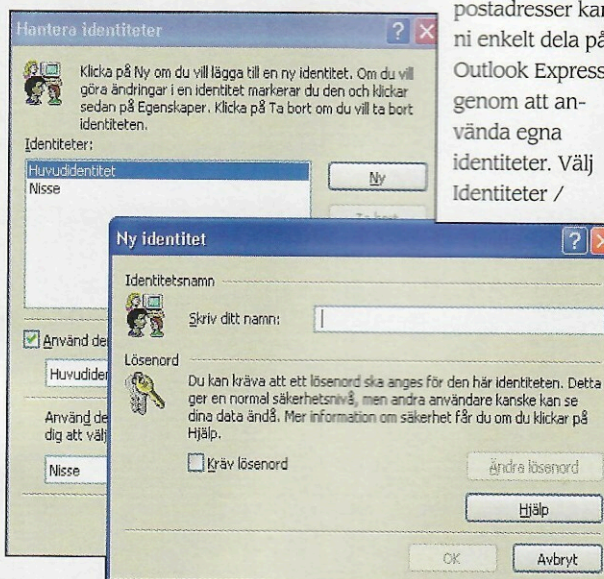 postadresser kan
ni enkelt dela på
Outlook Express
genom att an-
vända egna
identiteter. Välj
Identiteter /
Hantera identiteter
Klicka på Ny om du vill lägga till en ny identitet. Om du vill
göra ändringar i en identitet markerar du den och klickar
sedan på Egenskaper. Klicka på Ta bort om du vill ta bort
identiteten.
Identiteter:
Huvudidentitet
Nisse
Ny
Ta bort
Använd de
Huvudiden
Använd de
dig att välj
Nisse
Ny identitet
Identitetsnamn
Skriv ditt namn:
Lösenord
Du kan kräva att ett lösenord ska anges för den här identiteten. Detta
ger en normal säkerhetsnivå, men andra användare kanske kan se
dina data ändå. Mer information om säkerhet får du om du klickar på
Hjälp.
Kräv lösenord
Ändra lösenord
Hjälp
OK
Avbryt